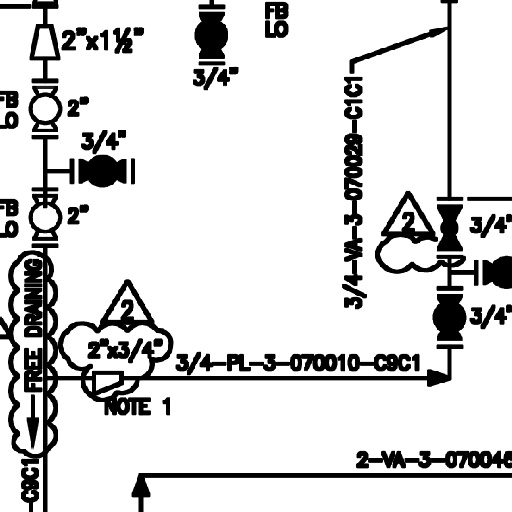 2"x1½"
FB
LO
3/4"
FB
LO
2"
3/4"
FB
LO
2"
3/4-VA-3-070029-C1C1
2
3/4"
3/4"
FREE DRAINING
2
2"x3/4"
3/4-PL-3-070010-C9C1
NOTE 1
2-VA-3-070046
-C9C1